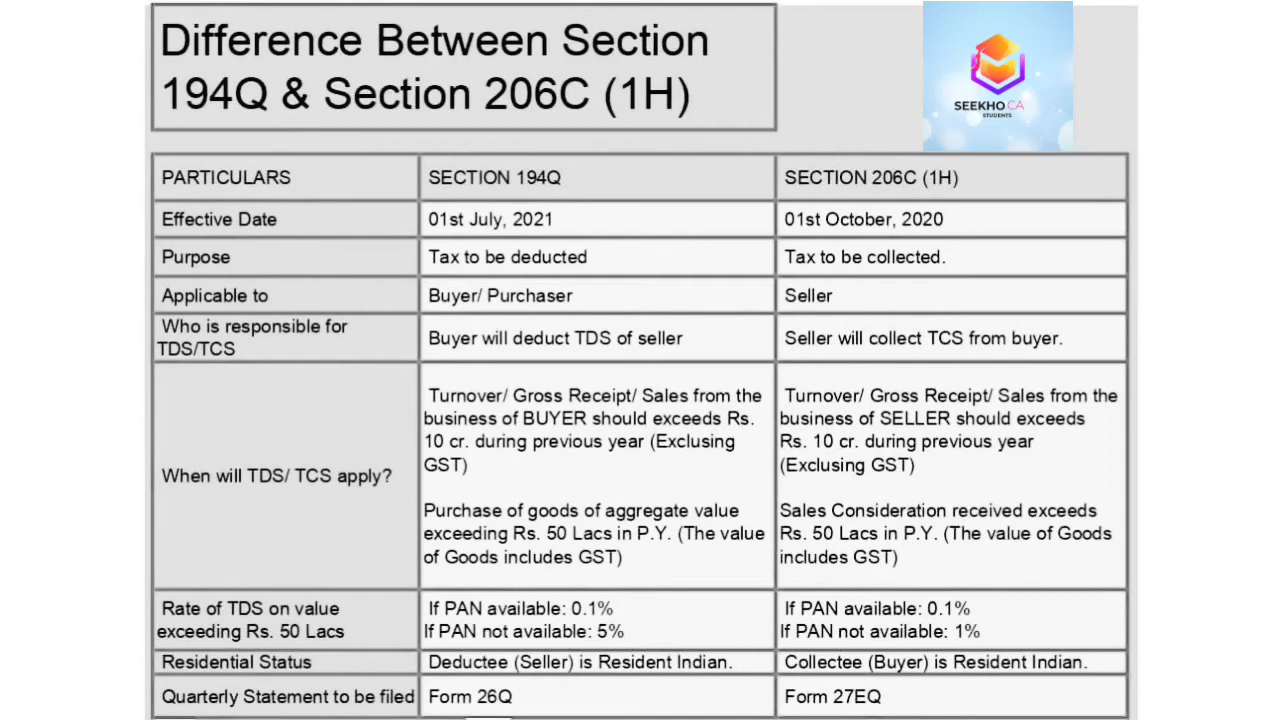 Difference Between Section
194Q & Section 206C (1H)
SEEKHO CA
STUDENTS
PARTICULARS
SECTION 194Q
SECTION 206C (1H)
Effective Date
01st July, 2021
01st October, 2020
Purpose
Tax to be deducted
Tax to be collected.
Applicable to
Buyer/ Purchaser
Seller
Who is responsible for
TDS/TCS
Buyer will deduct TDS of seller
Seller will collect TCS from buyer.
When will TDS/ TCS apply?
Turnover/ Gross Receipt/ Sales from the
business of BUYER should exceeds Rs.
10 cr. during previous year (Exclusing
GST)
Purchase of goods of aggregate value
exceeding Rs. 50 Lacs in P.Y. (The value
of Goods includes GST)
Turnover/ Gross Receipt/ Sales from the
business of SELLER should exceeds
Rs. 10 cr. during previous year
(Exclusing GST)
Sales Consideration received exceeds
Rs. 50 Lacs in P.Y. (The value of Goods
includes GST)
Rate of TDS on value
exceeding Rs. 50 Lacs
If PAN available: 0.1%
If PAN not available: 5%
If PAN available: 0.1%
If PAN not available: 1%
Residential Status
Deductee (Seller) is Resident Indian.
Collectee (Buyer) is Resident Indian.
Quarterly Statement to be filed
Form 26Q
Form 27EQ